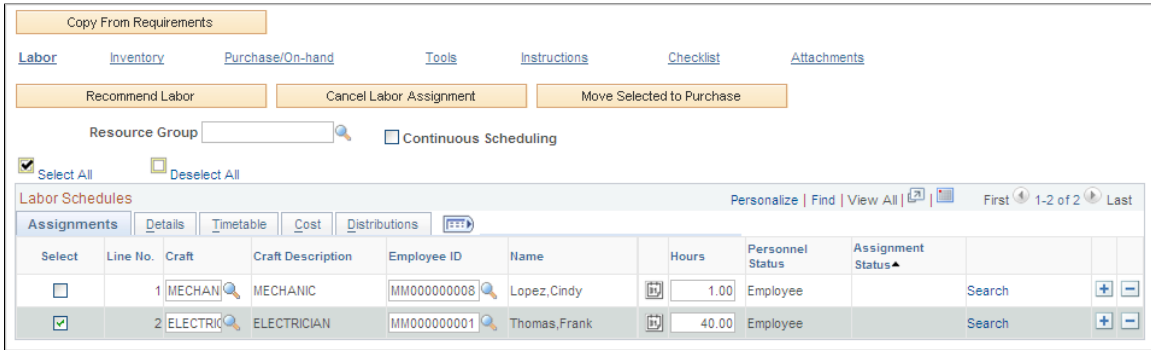 Copy From Requirements
Labor Inventory Purchase/On-hand Tools Instructions Checklist Attachments
Recommend Labor Cancel Labor Assignment Move Selected to Purchase
Resource Group Continuous Scheduling
Select All Deselect All
Labor Schedules Personalize | Find | View All | | First 1-2 of 2 Last
Assignments Details Timetable Cost Distributions
Select Line No. Craft Craft Description Employee ID Name Hours Personnel Status Assignment Status
1 MECHAN MECHANIC MM000000008 Lopez,Cindy 31 1.00 Employee Search + −
2 ELECTRIC ELECTRICIAN MM000000001 Thomas,Frank 31 40.00 Employee Search + −